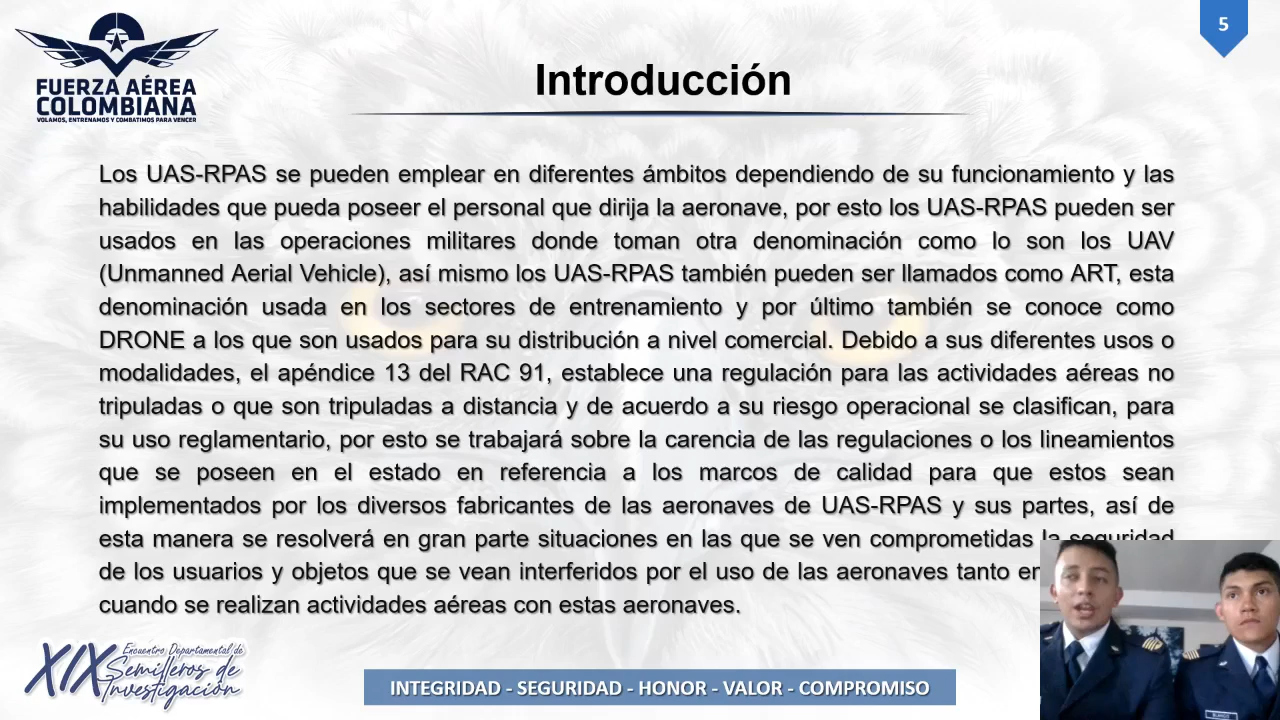 5
FUERZA AÉREA
COLOMBIANA
VOLAMOS, ENTRENAMOS Y COMBATIMOS PARA VENCER
Introducción
Los UAS-RPAS se pueden emplear en diferentes ámbitos dependiendo de su funcionamiento y las
habilidades que pueda poseer el personal que dirija la aeronave, por esto los UAS-RPAS pueden ser
usados en las operaciones militares donde toman otra denominación como lo son los UAV
(Unmanned Aerial Vehicle), así mismo los UAS-RPAS también pueden ser llamados como ART, esta
denominación usada en los sectores de entrenamiento y por último también se conoce como
DRONE a los que son usados para su distribución a nivel comercial. Debido a sus diferentes usos o
modalidades, el apéndice 13 del RAC 91, establece una regulación para las actividades aéreas no
tripuladas o que son tripuladas a distancia y de acuerdo a su riesgo operacional se clasifican, para
su uso reglamentario, por esto se trabajará sobre la carencia de las regulaciones o los lineamientos
que se poseen en el estado en referencia a los marcos de calidad para que estos sean
implementados por los diversos fabricantes de las aeronaves de UAS-RPAS y sus partes, así de
esta manera se resolverá en gran parte situaciones en las que se ven comprometidas la seguridad
de los usuarios y objetos que se vean interferidos por el uso de las aeronaves tanto
cuando se realizan actividades aéreas con estas aeronaves.
XIX Encuentro Departamental de
Semilleros de
Investigación
INTEGRIDAD - SEGURIDAD - HONOR - VALOR - COMPROMISO